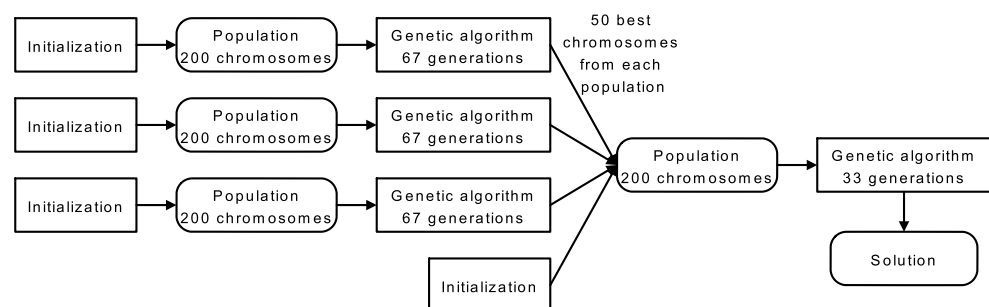 Initialization
Population
200 chromosomes
Genetic algorithm
67 generations
50 best
chromosomes
from each
population
Initialization
Population
200 chromosomes
Genetic algorithm
67 generations
Initialization
Population
200 chromosomes
Genetic algorithm
67 generations
Initialization
Population
200 chromosomes
Genetic algorithm
33 generations
Solution